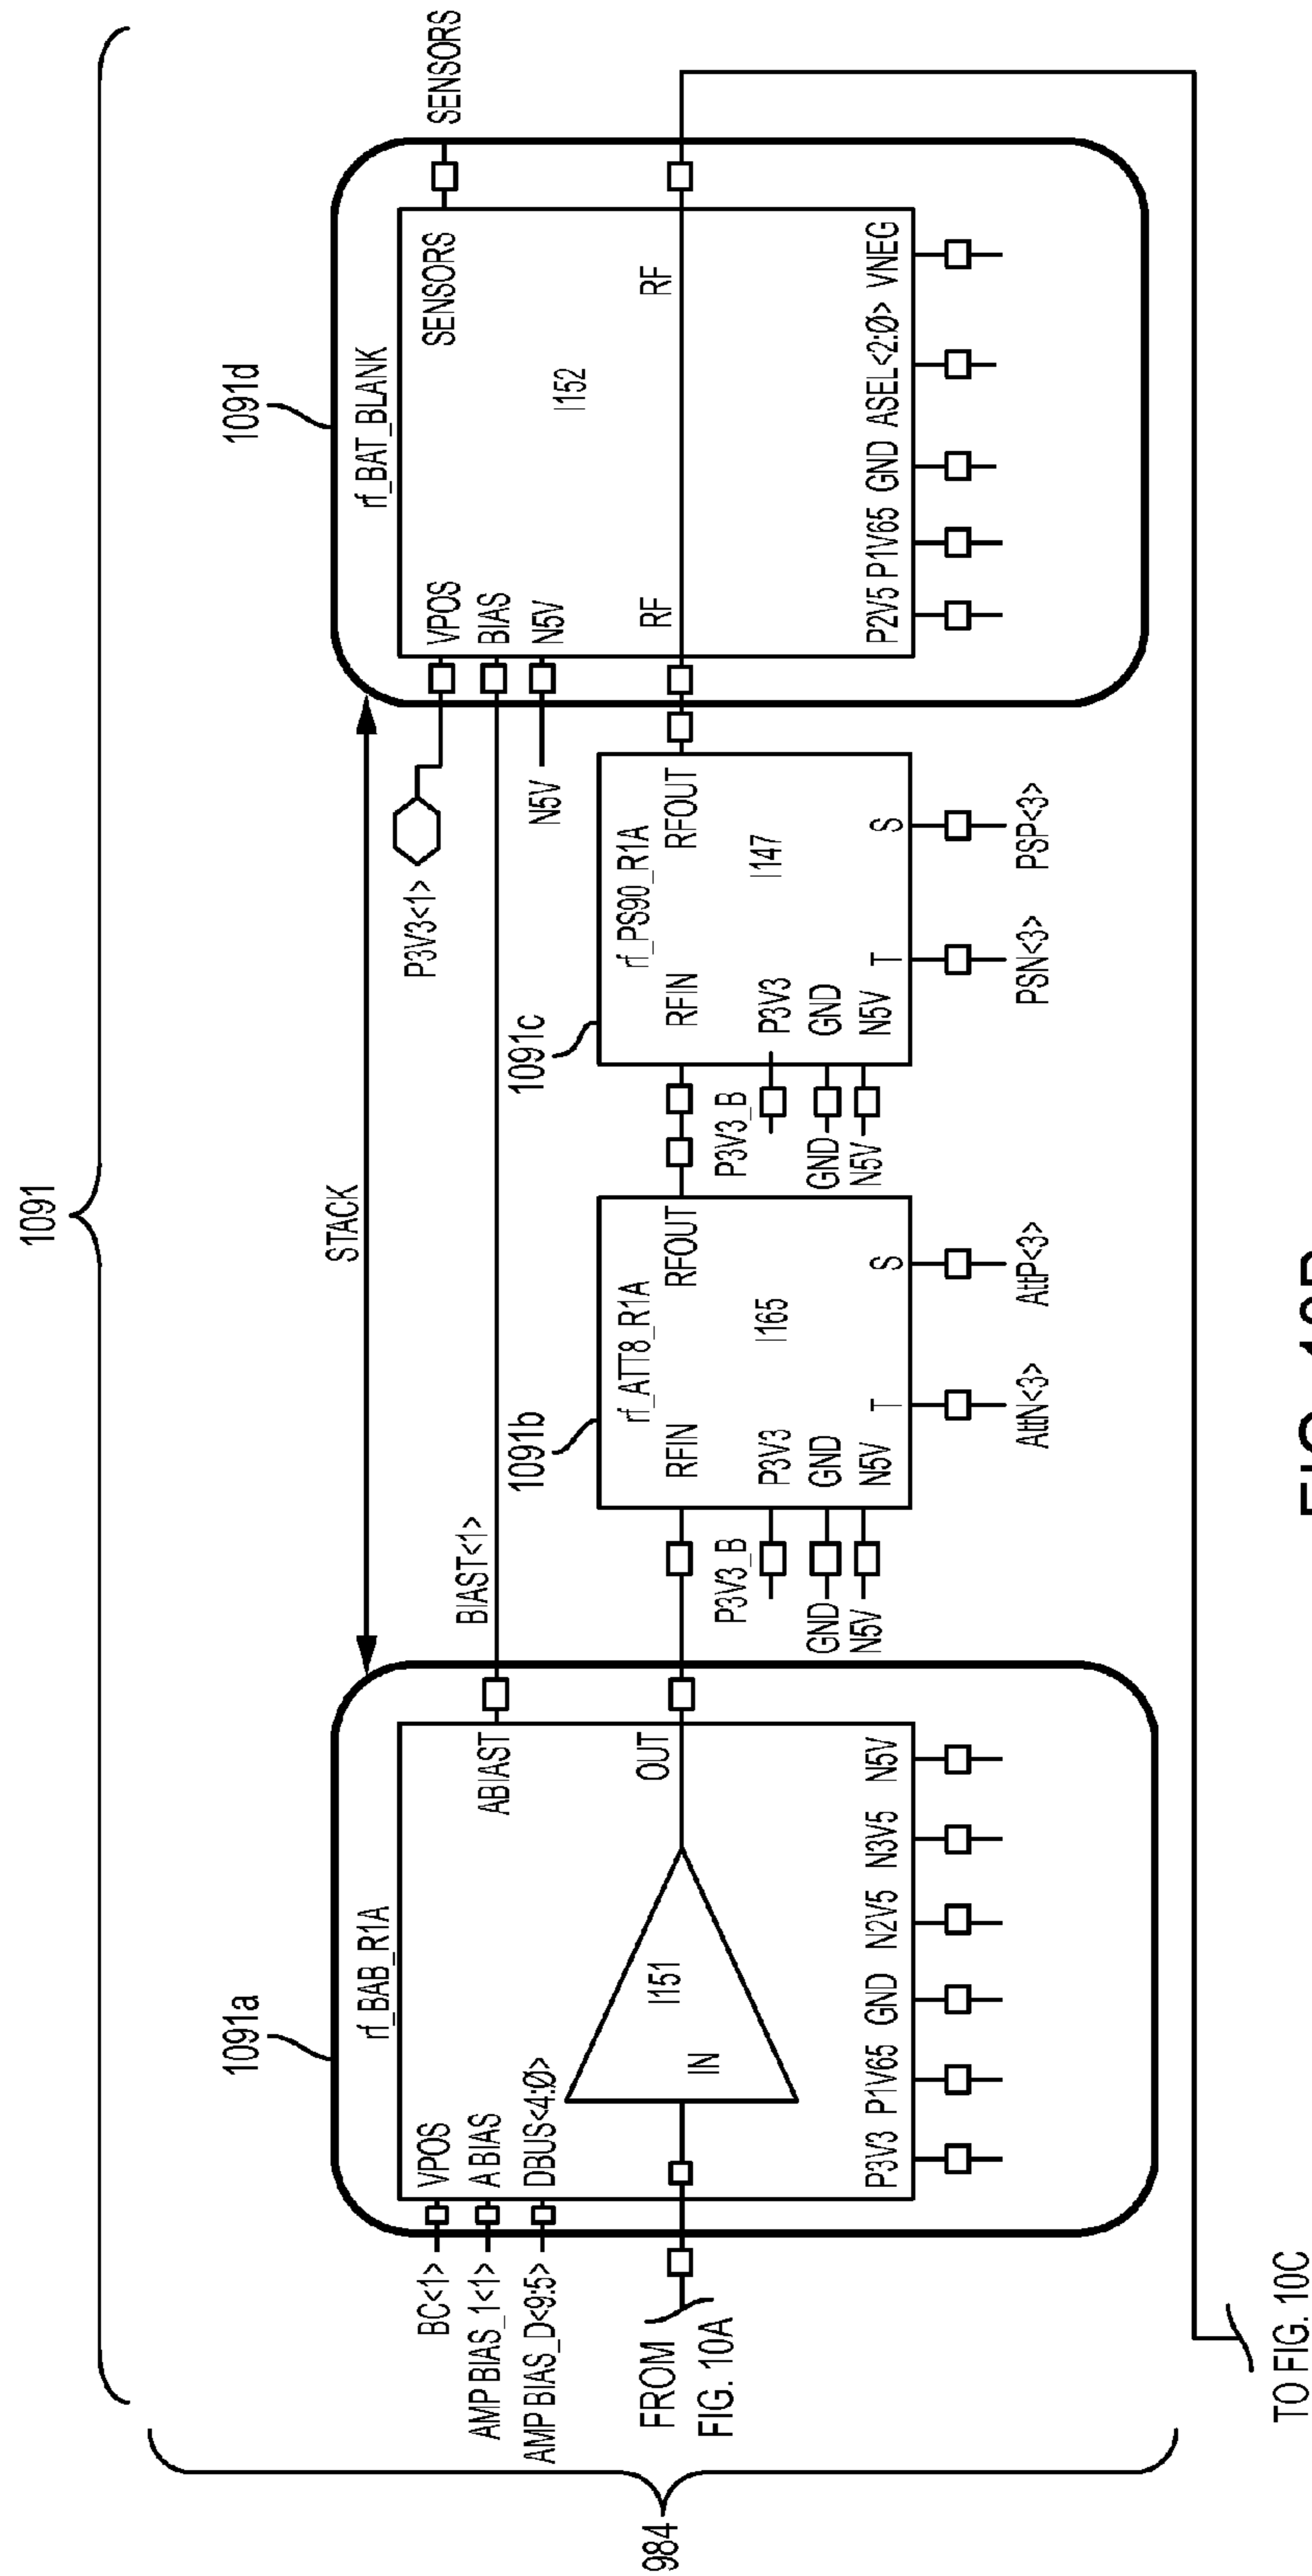 1091
984
STACK
1091a
rf_BAB_R1A
BC<1>
AMP BIAS_1<1>
AMP BIAS_D<9:5>
VPOS
A BIAS
DBUS<4:Ø>
ABIAST
BIAST<1>
FROM
FIG. 10A
IN
I151
OUT
P3V3 P1V65 GND N2V5 N3V5 N5V
1091b
rf_ATT8_R1A
RFIN
RFOUT
I165
P3V3_B
GND
N5V
P3V3
GND
N5V
T
S
AttN<3>
AttP<3>
1091c
rf_PS90_R1A
RFIN
RFOUT
I147
P3V3_B
GND
N5V
P3V3
GND
N5V
T
S
PSN<3>
PSP<3>
P3V3<1>
N5V
1091d
rf_BAT_BLANK
VPOS
BIAS
N5V
SENSORS
SENSORS
I152
RF
RF
P2V5 P1V65 GND ASEL<2:Ø> VNEG
TO FIG. 10C